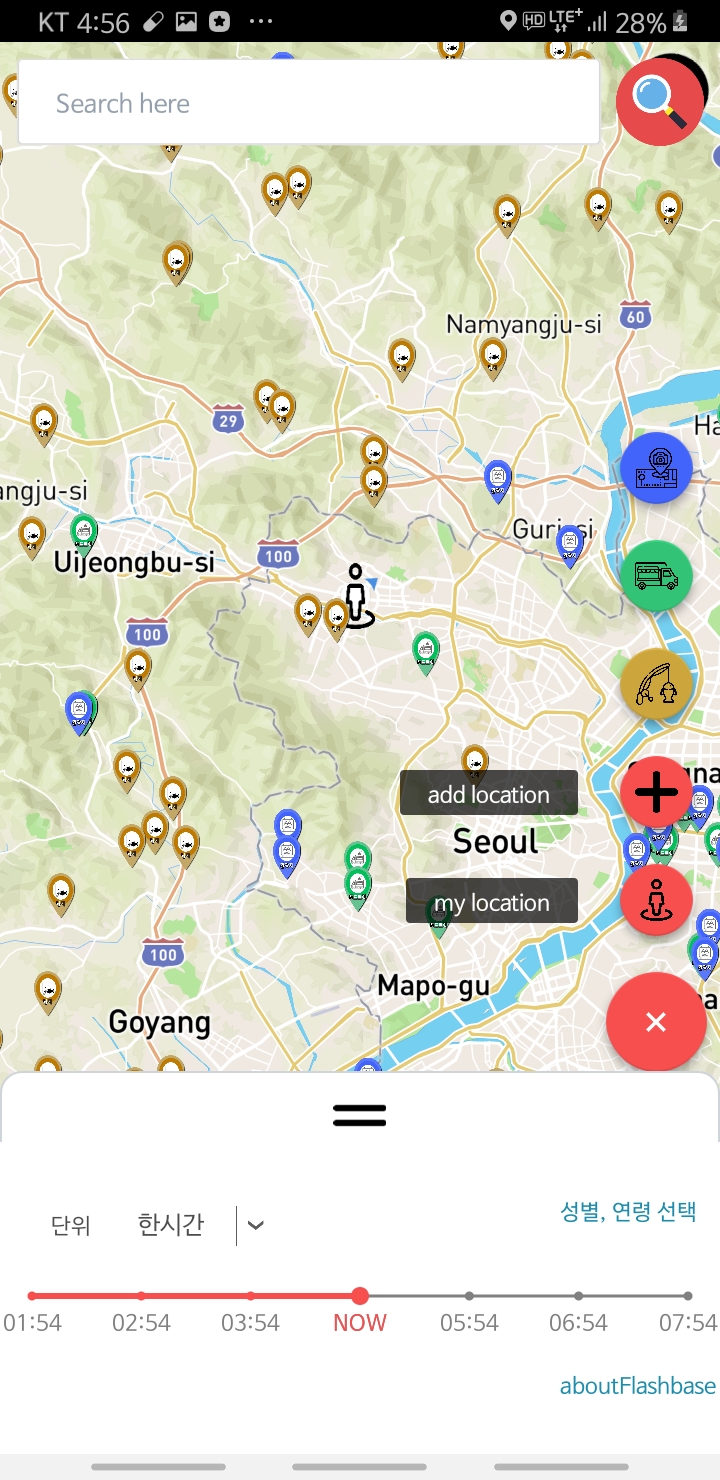 KT 4:56 HD LTE+ 28%
Search here
Namyangju-si
60
29
angju-si
Guri-si
Uijeongbu-si
100
100
add location
Seoul
my location
100
Mapo-gu
Goyang
단위 한시간
성별, 연령 선택
01:54 02:54 03:54 NOW 05:54 06:54 07:54
aboutFlashbase